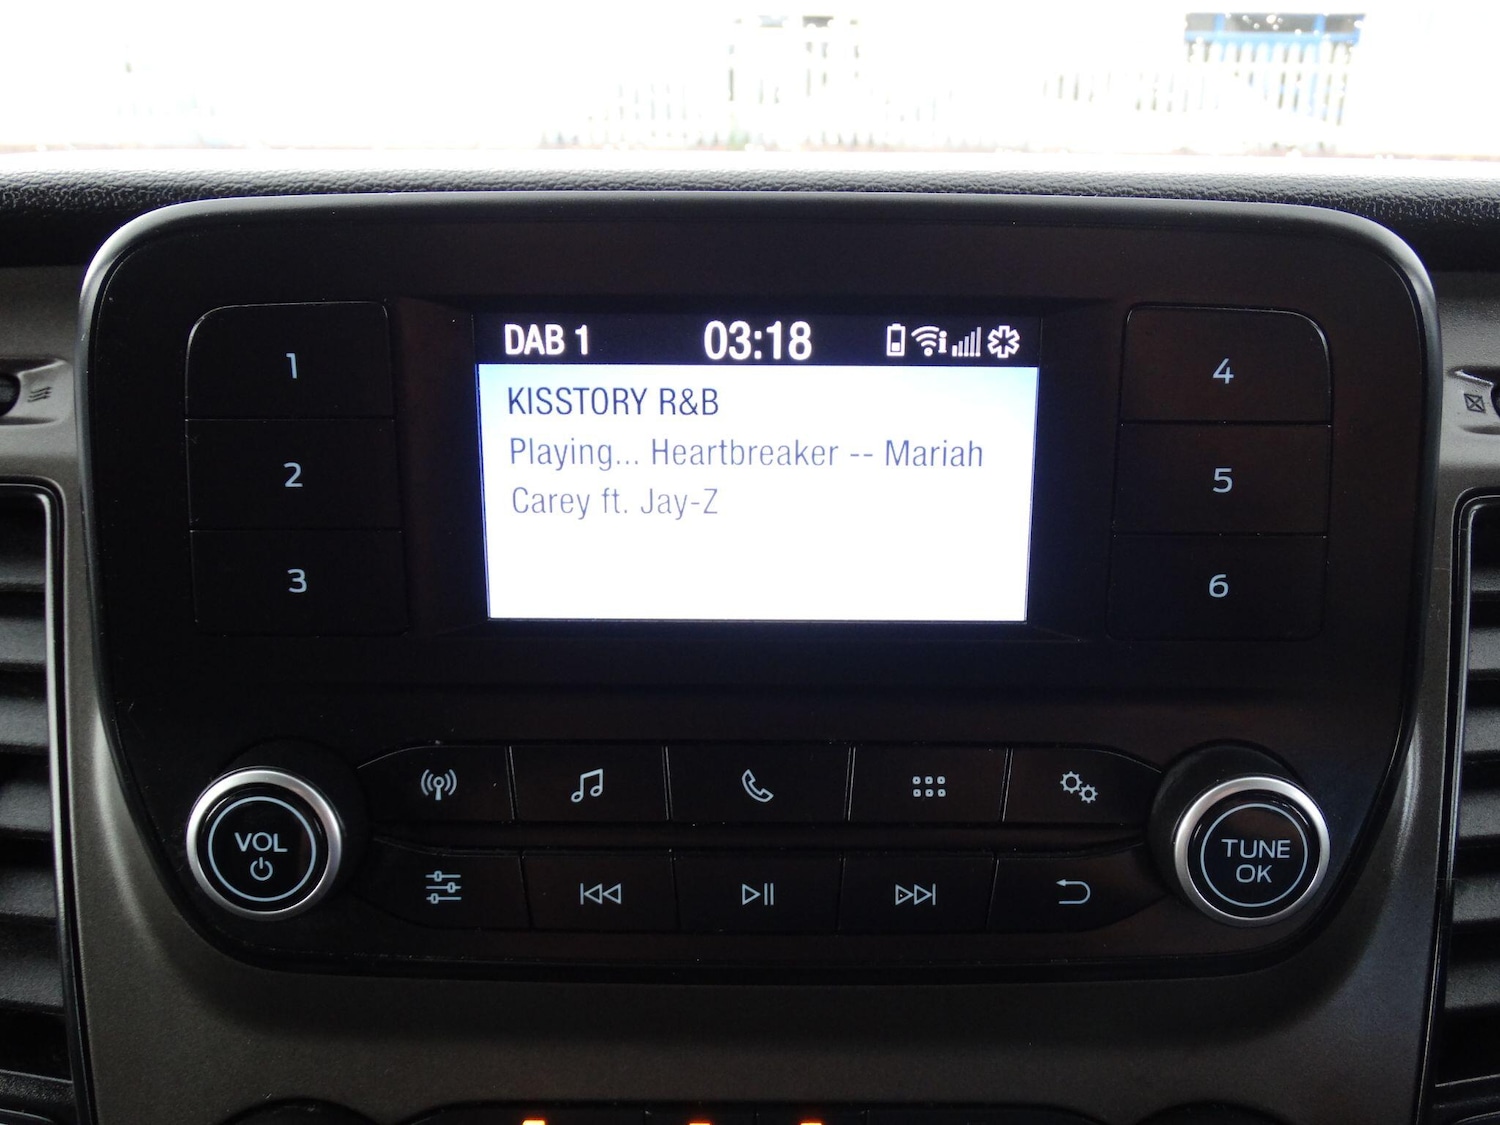 DAB 1 03:18
KISSTORY R&B
Playing... Heartbreaker -- Mariah
Carey ft. Jay-Z
1
2
3
4
5
6
VOL
TUNE
OK